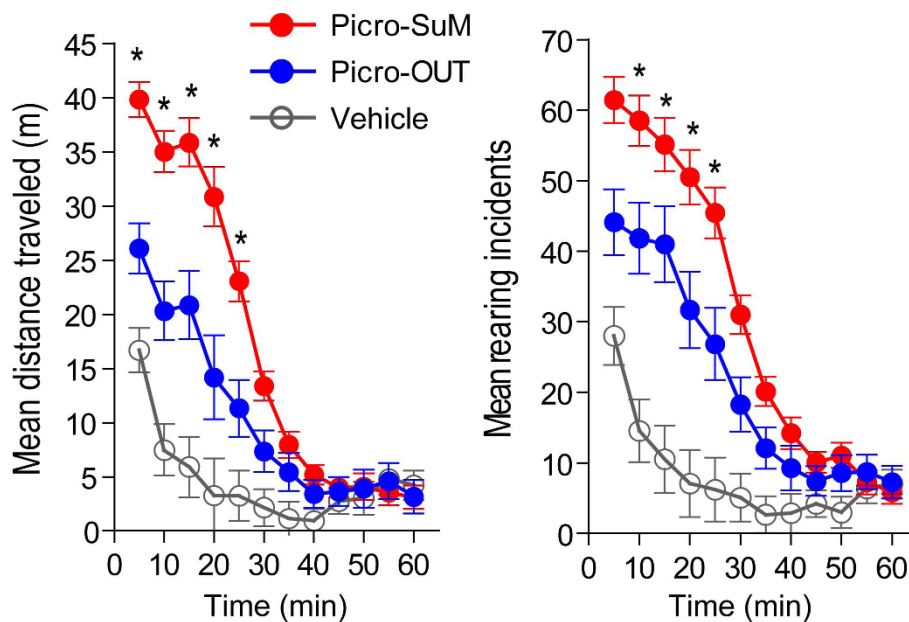 Picro-SuM
Picro-OUT
Vehicle
Mean distance traveled (m)
45
40
35
30
25
20
15
10
5
0
* * * * *
0 10 20 30 40 50 60
Time (min)
Mean rearing incidents
70
60
50
40
30
20
10
0
* * * *
0 10 20 30 40 50 60
Time (min)